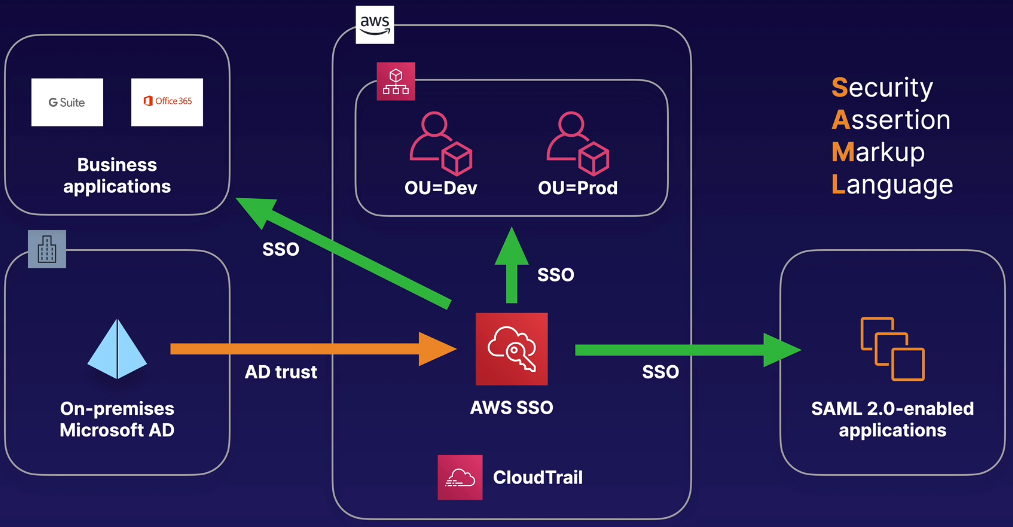 aws
G Suite
Office 365
Business
applications
OU=Dev
OU=Prod
Security
Assertion
Markup
Language
SSO
SSO
AD trust
SSO
On-premises
Microsoft AD
AWS SSO
SAML 2.0-enabled
applications
CloudTrail